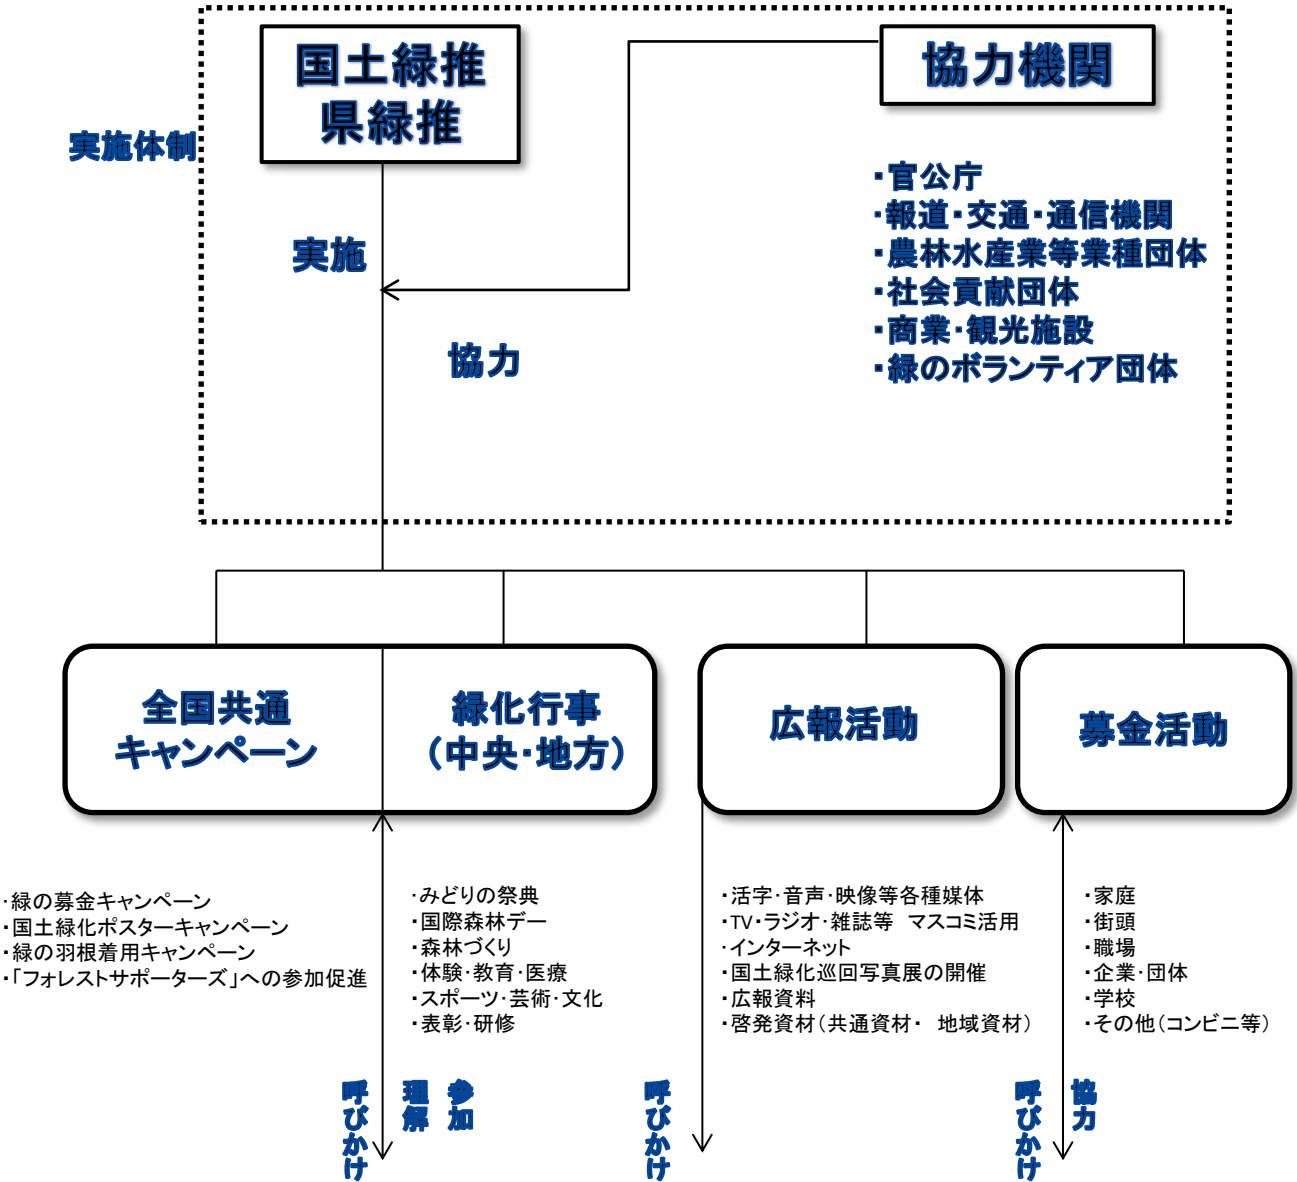 国土緑推
県緑推
協力機関
実施体制
・官公庁
・報道・交通・通信機関
・農林水産業等業種団体
・社会貢献団体
・商業・観光施設
・緑のボランティア団体
実施
協力
全国共通
キャンペーン
緑化行事
(中央・地方)
広報活動
募金活動
・緑の募金キャンペーン
・国土緑化ポスターキャンペーン
・緑の羽根着用キャンペーン
・「フォレストサポーターズ」への参加促進
・みどりの祭典
・国際森林デー
・森林づくり
・体験・教育・医療
・スポーツ・芸術・文化
・表彰・研修
・活字・音声・映像等各種媒体
・TV・ラジオ・雑誌等　マスコミ活用
・インターネット
・国土緑化巡回写真展の開催
・広報資料
・啓発資材(共通資材・　地域資材)
・家庭
・街頭
・職場
・企業・団体
・学校
・その他(コンビニ等)
呼びかけ
理解
参加
呼びかけ
呼びかけ
協力